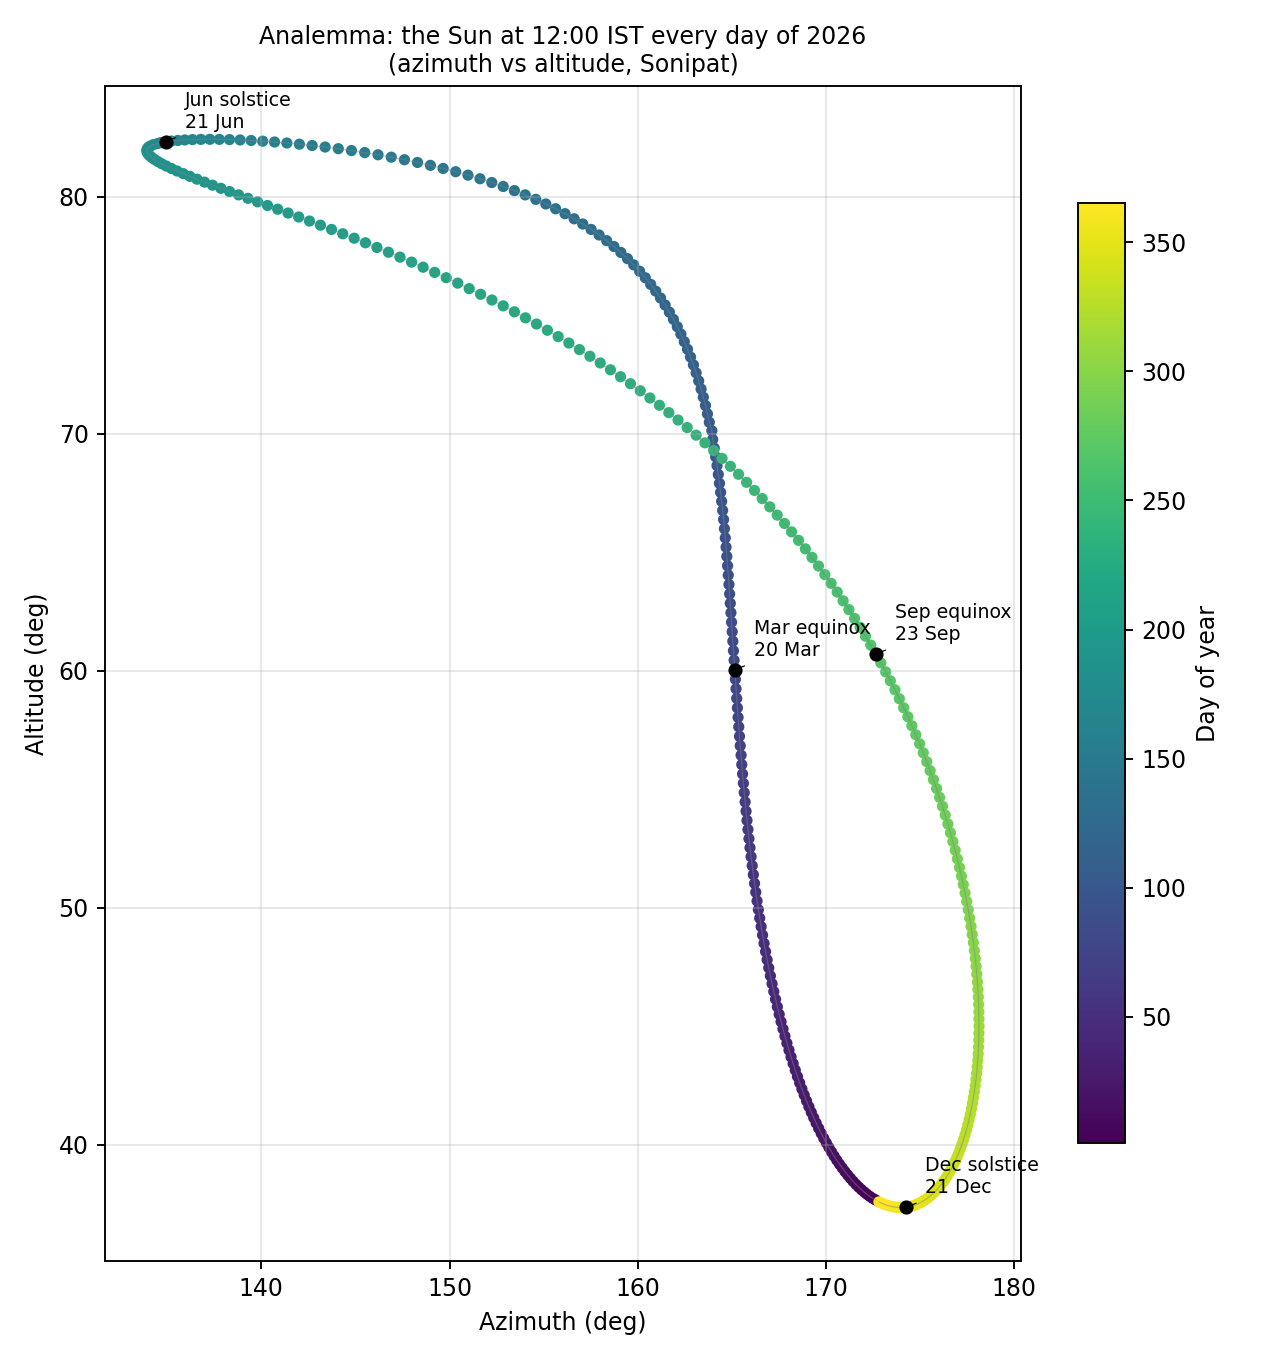 Analemma: the Sun at 12:00 IST every day of 2026
(azimuth vs altitude, Sonipat)
Jun solstice
21 Jun
80
70
60
50
40
Altitude (deg)
Mar equinox
20 Mar
Sep equinox
23 Sep
Dec solstice
21 Dec
140
150
160
170
180
Azimuth (deg)
350
300
250
200
150
100
50
Day of year